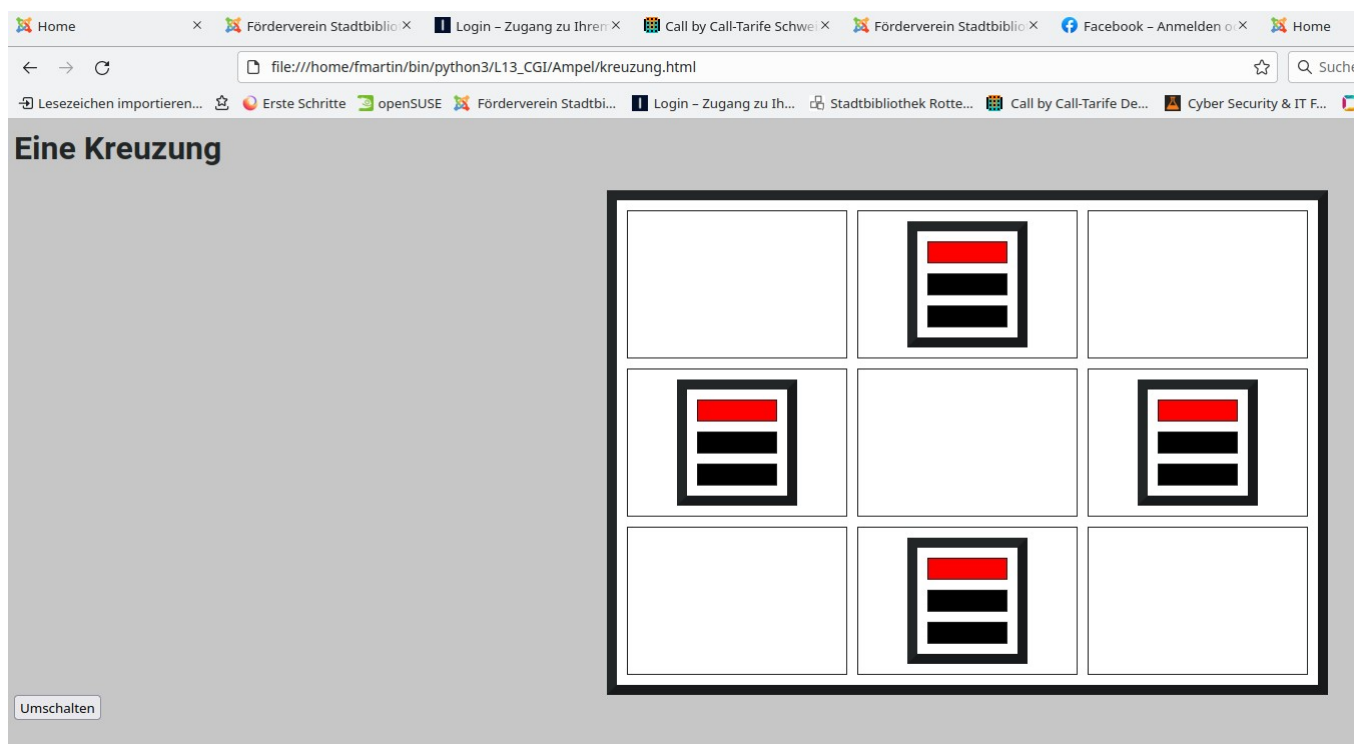 Home Förderverein Stadtbiblio Login – Zugang zu Ihrem Call by Call-Tarife Schwei Förderverein Stadtbiblio Facebook – Anmelden o Home
file:///home/fmartin/bin/python3/L13_CGI/Ampel/kreuzung.html Suche
Lesezeichen importieren... Erste Schritte openSUSE Förderverein Stadtbi... Login – Zugang zu Ih... Stadtbibliothek Rotte... Call by Call-Tarife De... Cyber Security & IT F...
Eine Kreuzung
Umschalten